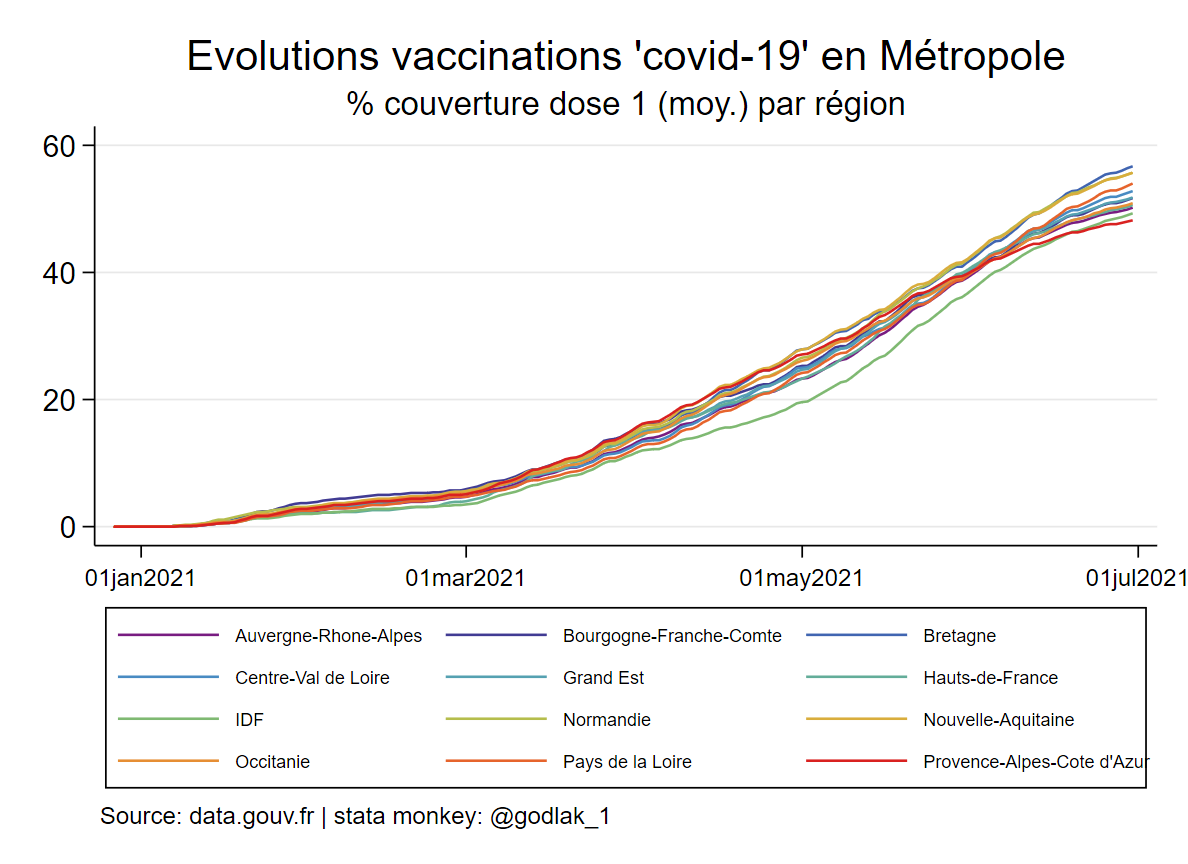 Evolutions vaccinations 'covid-19' en Métropole
% couverture dose 1 (moy.) par région
60
40
20
0
01jan2021 01mar2021 01may2021 01jul2021
Auvergne-Rhone-Alpes Bourgogne-Franche-Comte Bretagne
Centre-Val de Loire Grand Est Hauts-de-France
IDF Normandie Nouvelle-Aquitaine
Occitanie Pays de la Loire Provence-Alpes-Cote d'Azur
Source: data.gouv.fr | stata monkey: @godlak_1